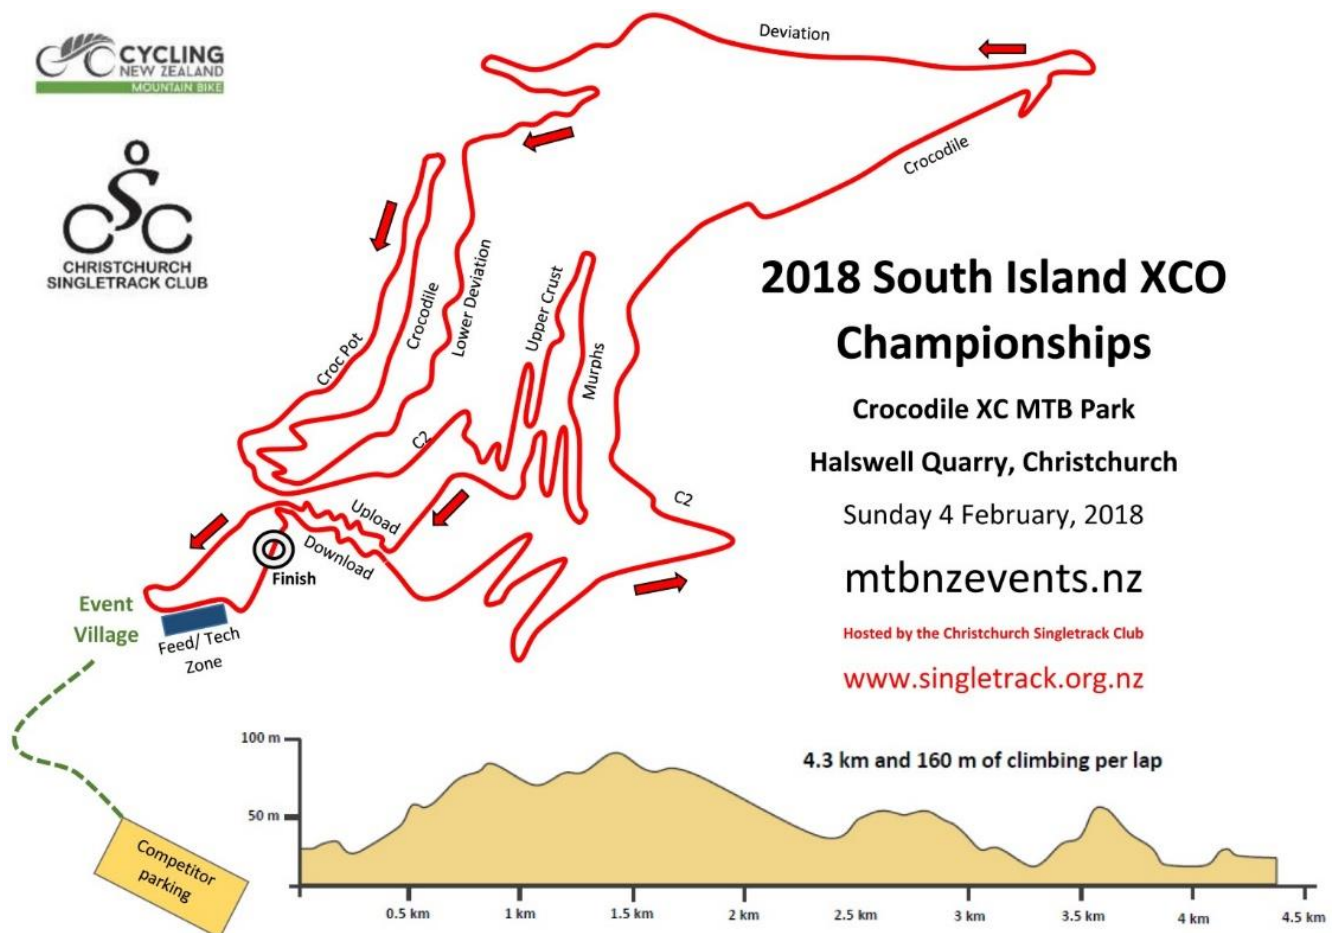 CYCLING
NEW ZEALAND
MOUNTAIN BIKE
CSC
CHRISTCHURCH
SINGLETRACK CLUB
Deviation
Crocodile
Croc Pot
Crocodile
Lower Deviation
Upper Crust
Murphs
C2
C2
Upload
Download
Finish
Event
Village
Feed/ Tech
Zone
Competitor
parking
2018 South Island XCO
Championships
Crocodile XC MTB Park
Halswell Quarry, Christchurch
Sunday 4 February, 2018
mtbnzevents.nz
Hosted by the Christchurch Singletrack Club
www.singletrack.org.nz
4.3 km and 160 m of climbing per lap
100 m
50 m
0.5 km
1 km
1.5 km
2 km
2.5 km
3 km
3.5 km
4 km
4.5 km